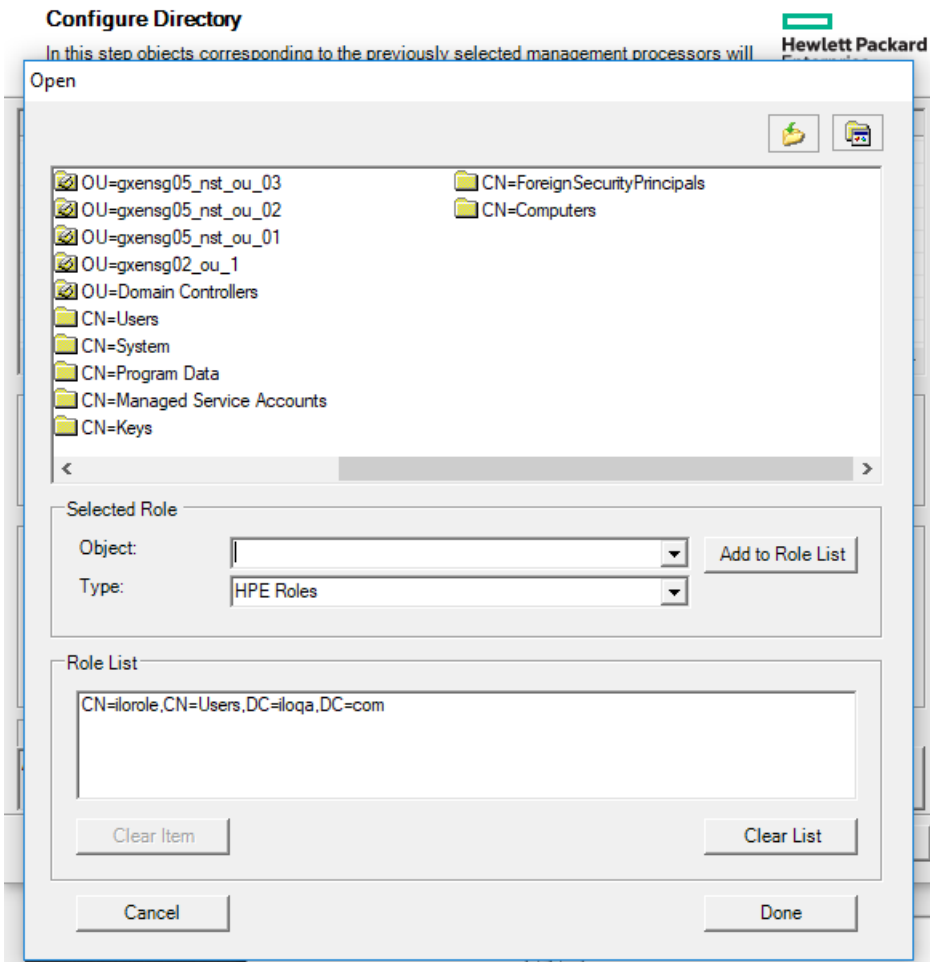 Configure Directory
In this step objects corresponding to the previously selected management processors will
Hewlett Packard
Enterprise
Open
OU=gxensg05_nst_ou_03
OU=gxensg05_nst_ou_02
OU=gxensg05_nst_ou_01
OU=gxensg02_ou_1
OU=Domain Controllers
CN=Users
CN=System
CN=Program Data
CN=Managed Service Accounts
CN=Keys
CN=ForeignSecurityPrincipals
CN=Computers
Selected Role
Object:
Add to Role List
Type:
HPE Roles
Role List
CN=ilorole,CN=Users,DC=iloqa,DC=com
Clear Item
Clear List
Cancel
Done